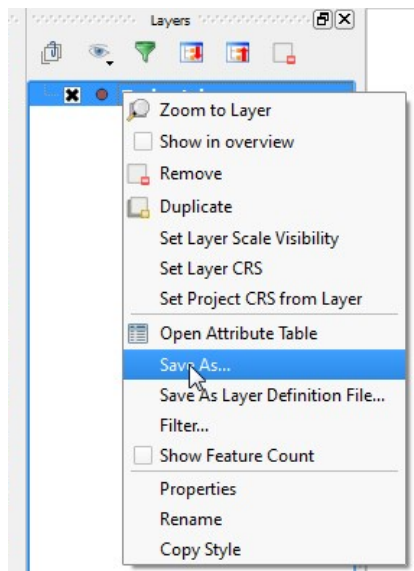 Layers
Zoom to Layer
Show in overview
Remove
Duplicate
Set Layer Scale Visibility
Set Layer CRS
Set Project CRS from Layer
Open Attribute Table
Save As...
Save As Layer Definition File...
Filter...
Show Feature Count
Properties
Rename
Copy Style